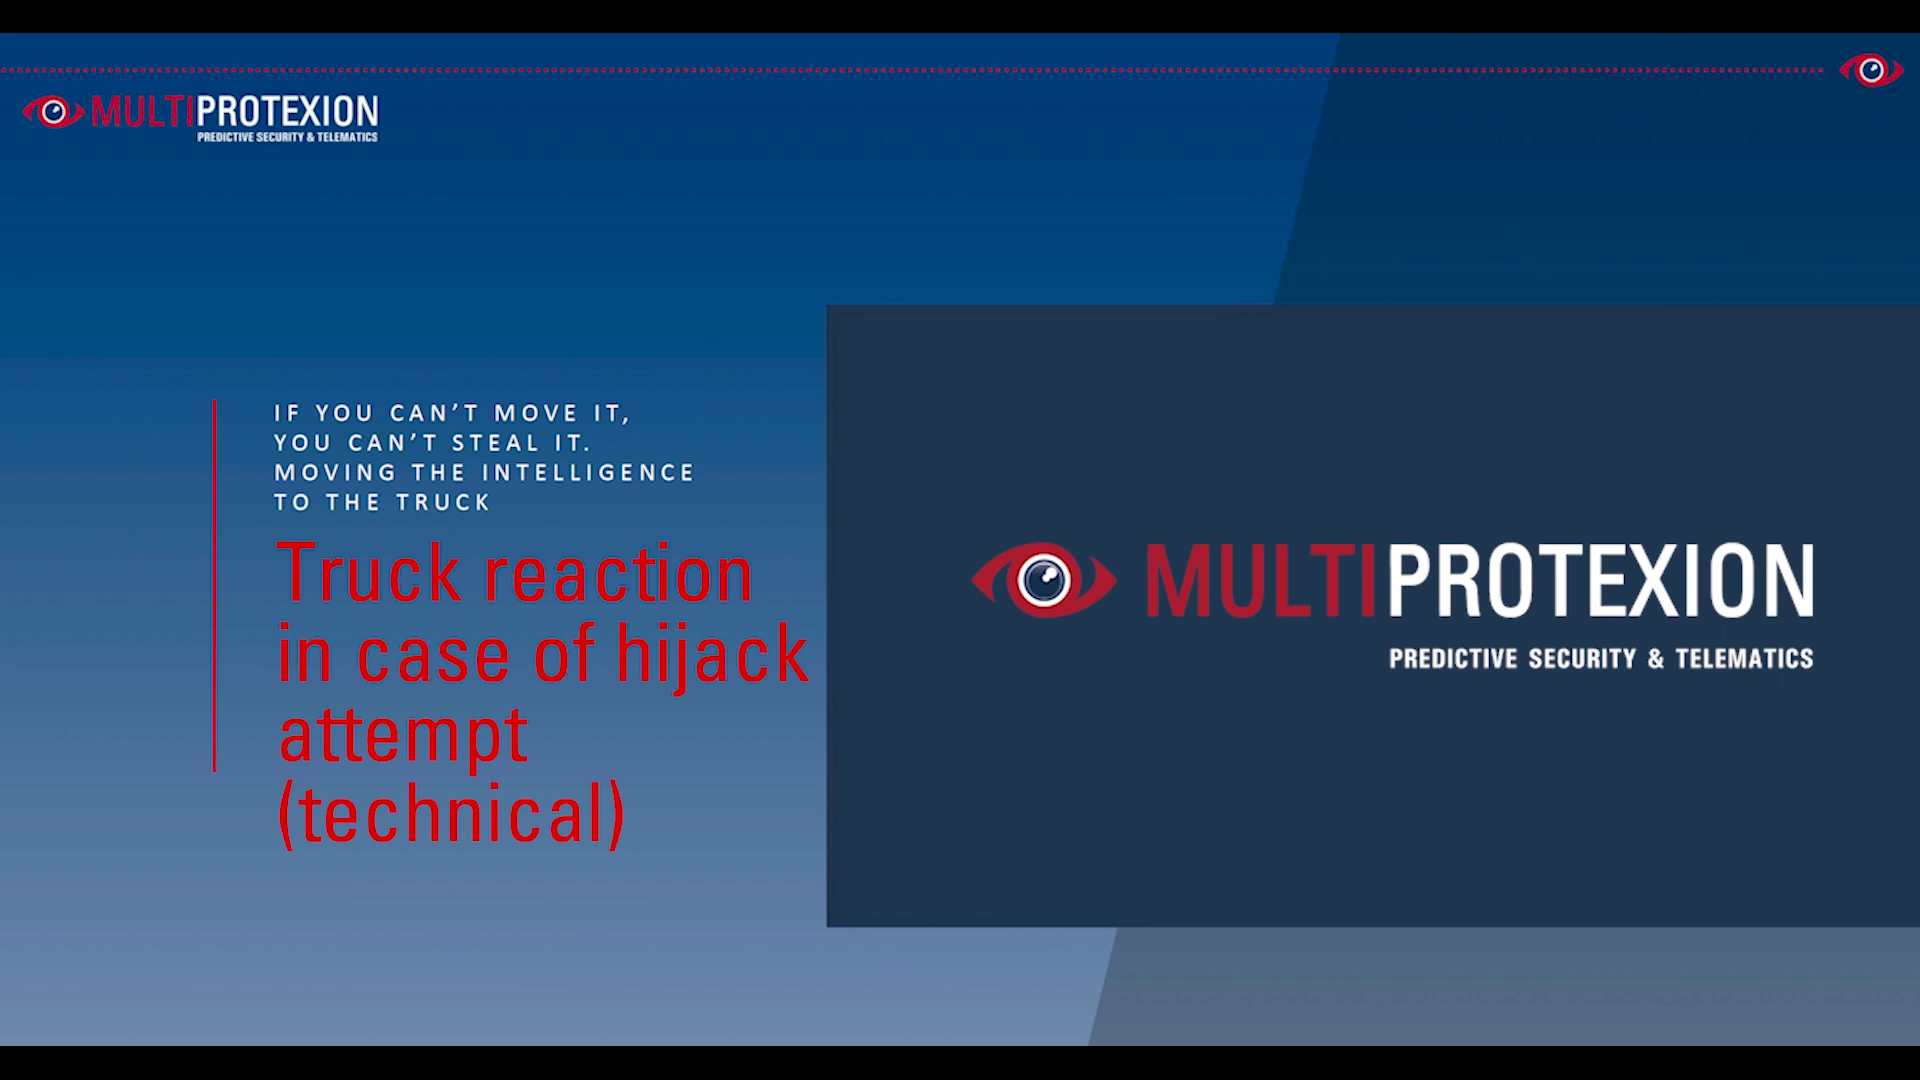 MULTIPROTEXION
PREDICTIVE SECURITY & TELEMATICS
IF YOU CAN’T MOVE IT,
YOU CAN’T STEAL IT.
MOVING THE INTELLIGENCE
TO THE TRUCK
Truck reaction
in case of hijack
attempt
(technical)
MULTIPROTEXION
PREDICTIVE SECURITY & TELEMATICS